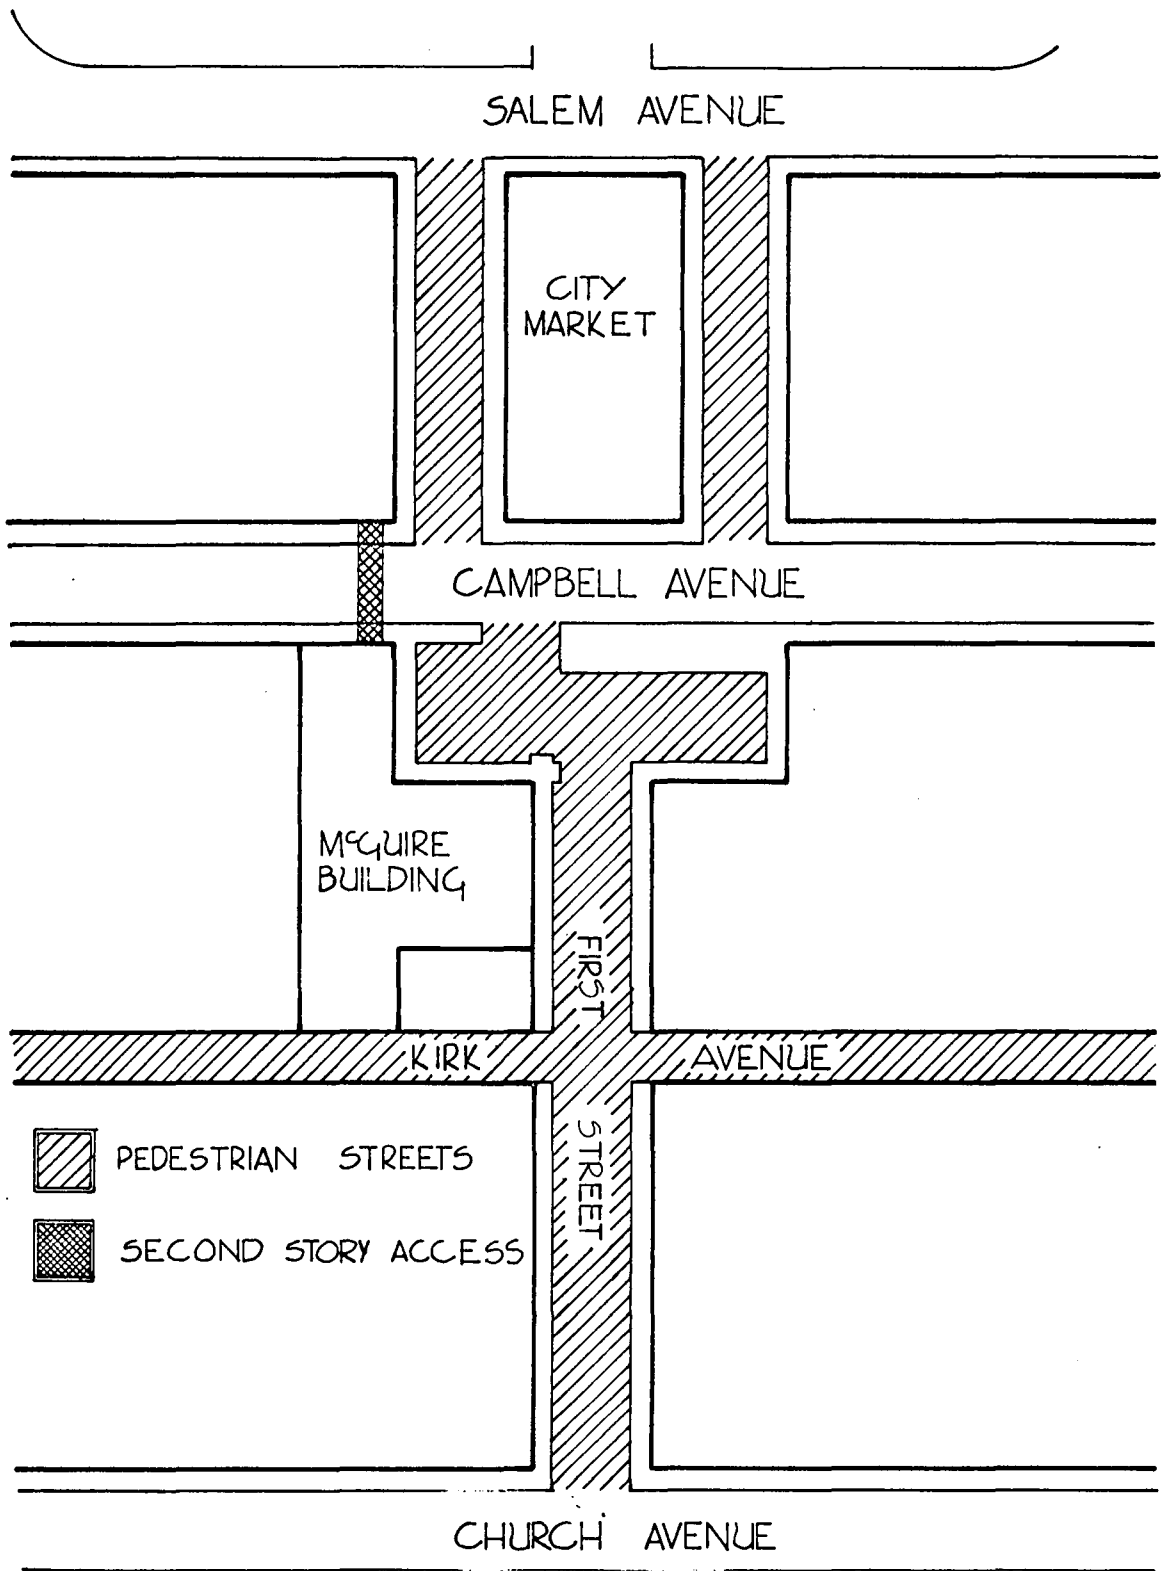 SALEM AVENUE
CITY
MARKET
CAMPBELL AVENUE
McGUIRE
BUILDING
FIRST
KIRK AVENUE
STREET
PEDESTRIAN STREETS
SECOND STORY ACCESS
CHURCH AVENUE